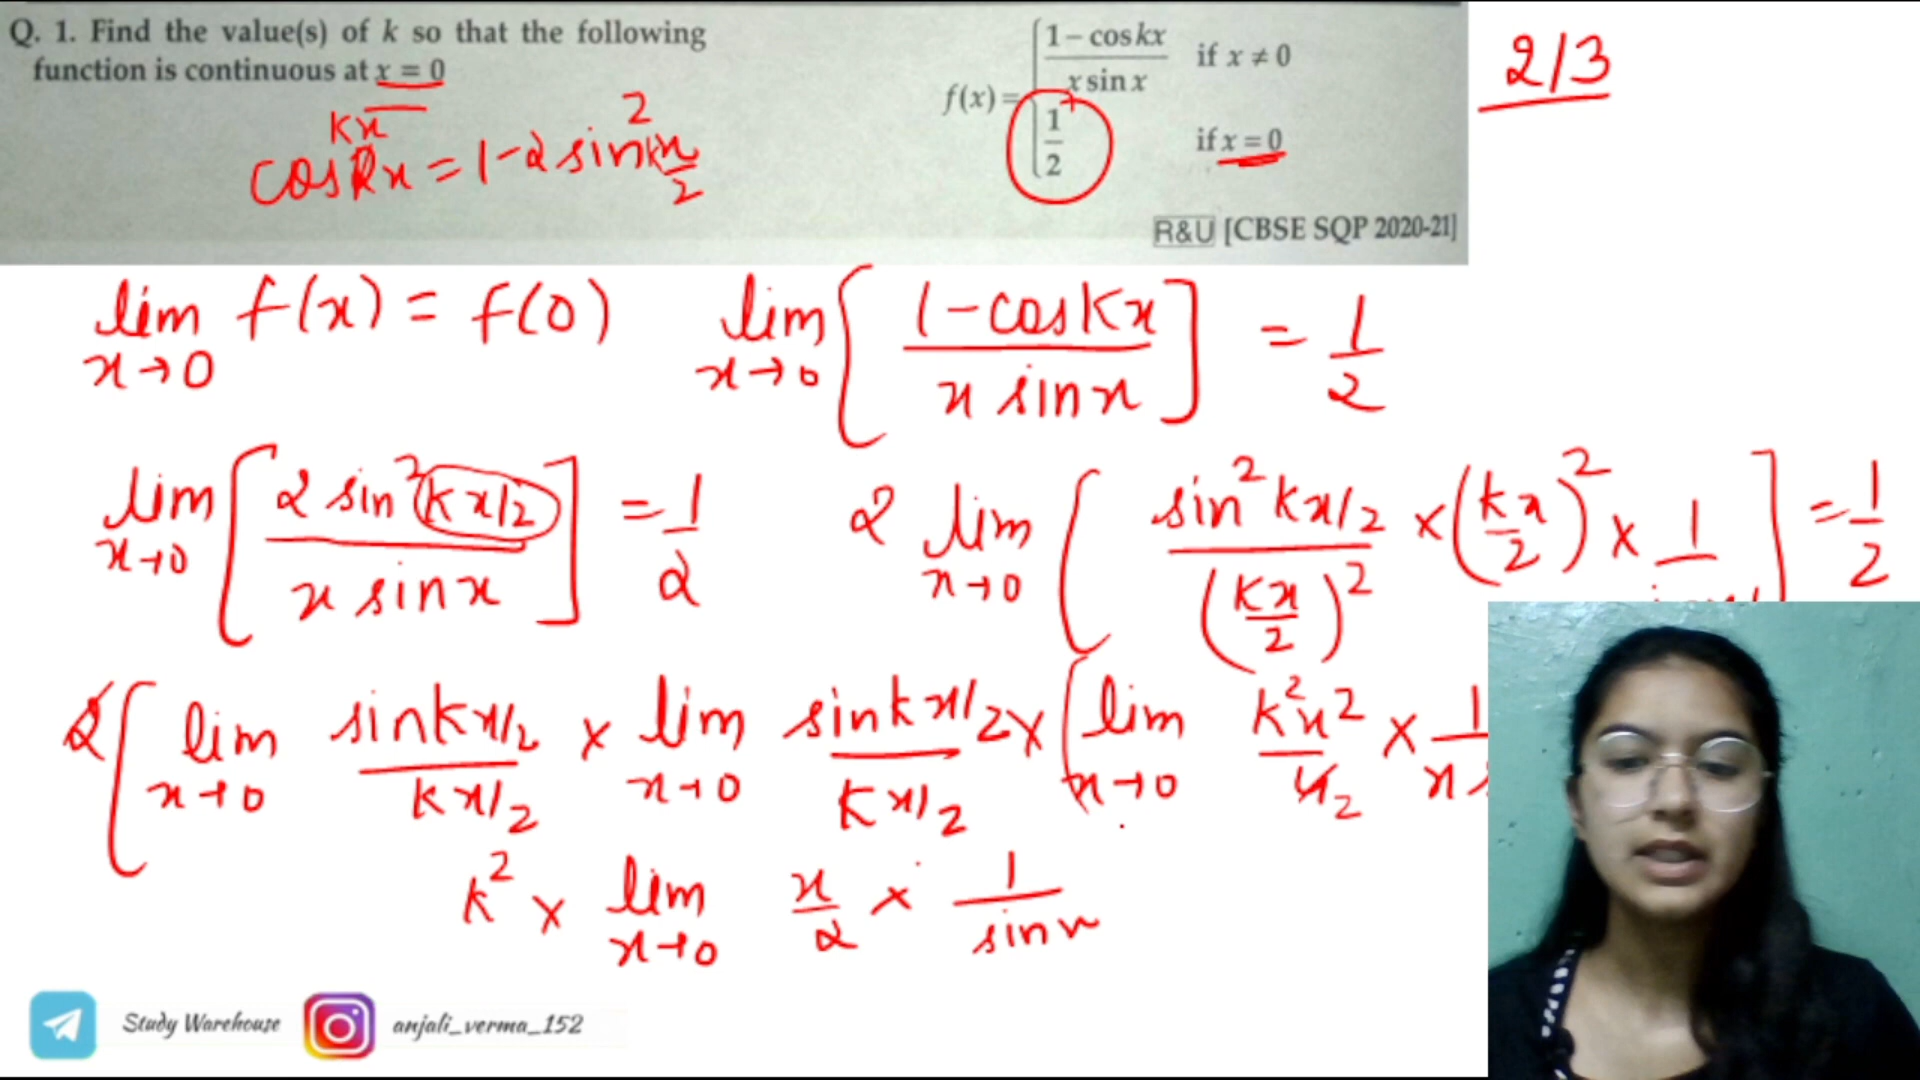 Q. 1. Find the value(s) of k so that the following
function is continuous at x = 0
f(x) = { 1 − cos kx / x sin x if x ≠ 0
1/2 if x = 0
R&U [CBSE SQP 2020-21]
2/3
kx
cos x = 1 - 2 sin² kx/2
lim x→0 f(x) = f(0) lim x→0 [ 1 - cos kx / x sin x ] = 1/2
lim x→0 [ 2 sin² kx/2 / x sin x ] = 1/2 2 lim x→0 [ sin² kx/2 / (kx/2)² × (kx/2)² × 1 ] = 1/2
2 [ lim x→0 sin kx/2 / kx/2 × lim x→0 sin kx/2 / kx/2 × ( lim x→0 k²x² / 4 2 × 1 / x
k² × lim x→0 x/2 × 1 / sin x
Study Warehouse anjali_verma_152